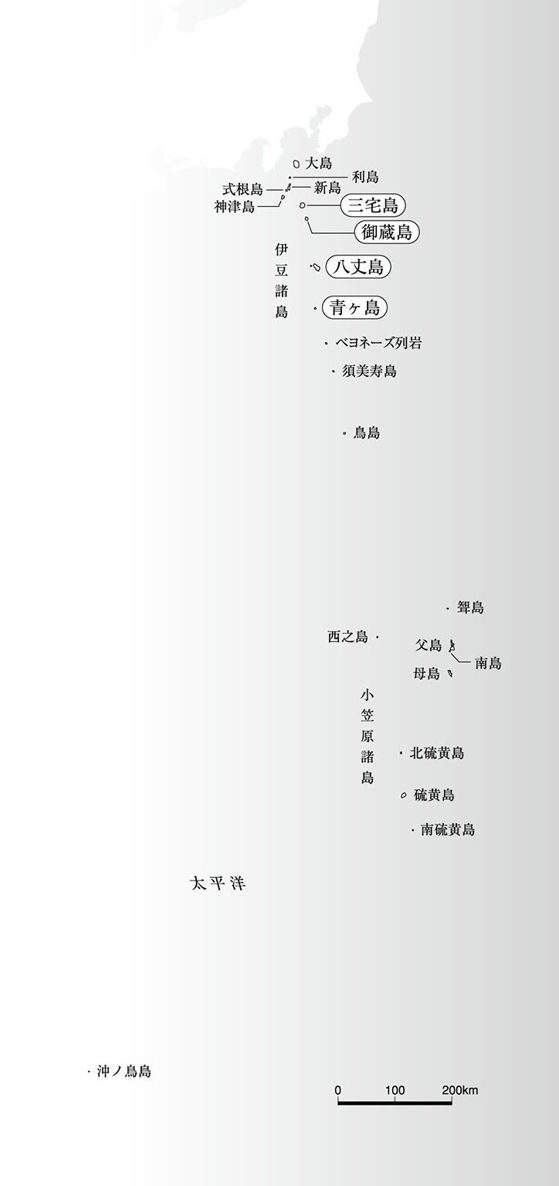 大島
利島
式根島
新島
神津島
三宅島
御蔵島
伊豆諸島
八丈島
青ヶ島
ベヨネーズ列岩
須美寿島
鳥島
聟島
西之島
父島
南島
母島
小笠原諸島
北硫黄島
硫黄島
南硫黄島
太平洋
沖ノ鳥島
0 100 200km